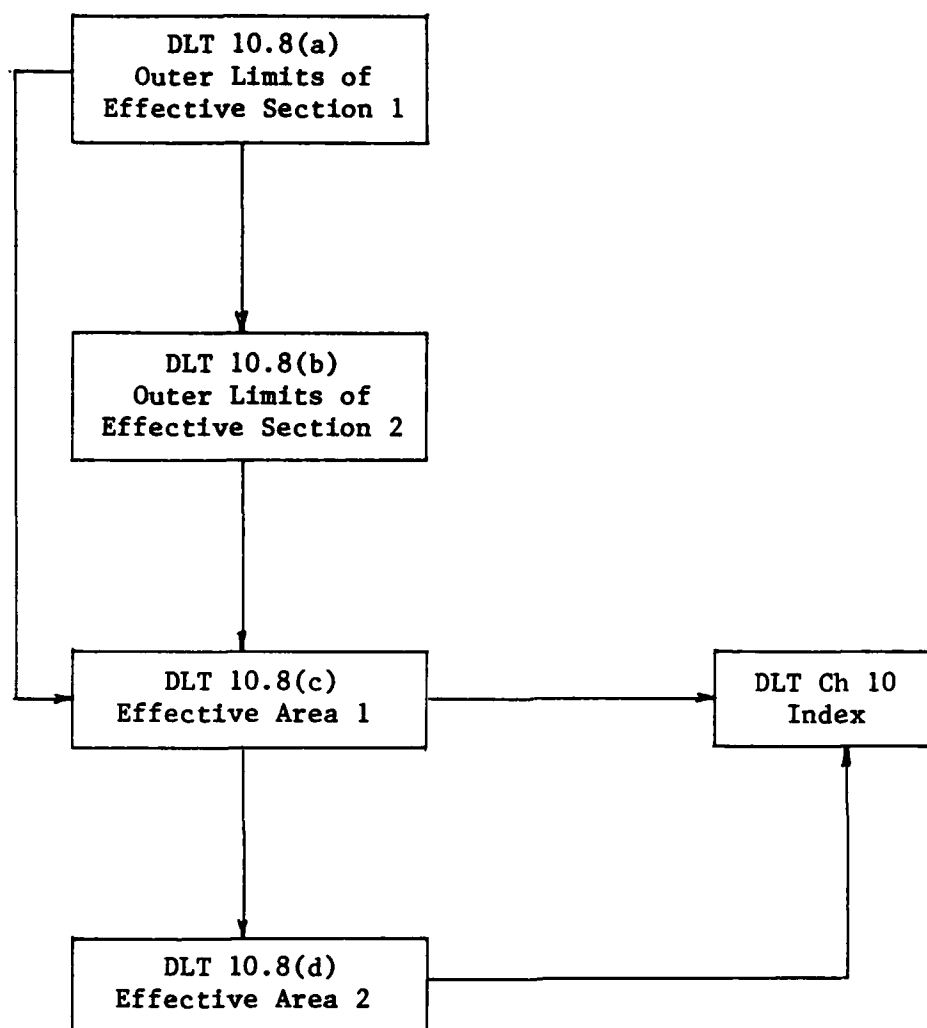 DLT 10.8(a)
Outer Limits of
Effective Section 1
DLT 10.8(b)
Outer Limits of
Effective Section 2
DLT 10.8(c)
Effective Area 1
DLT Ch 10
Index
DLT 10.8(d)
Effective Area 2